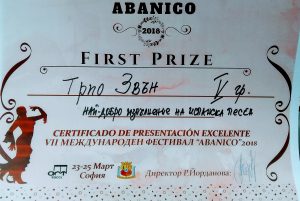 ABANICO
2018
FIRST PRIZE
Трио Звън V гр.
НАЙ-ДОБРО ИЗПЪЛНЕНИЕ НА ИСПАНСКА ПЕСЕН
CERTIFICADO DE PRESENTACIÓN EXCELENTE
VII МЕЖДУНАРОДЕН ФЕСТИВАЛ "ABANICO" 2018
23-25 Март
София
Директор Р.Йорданова: